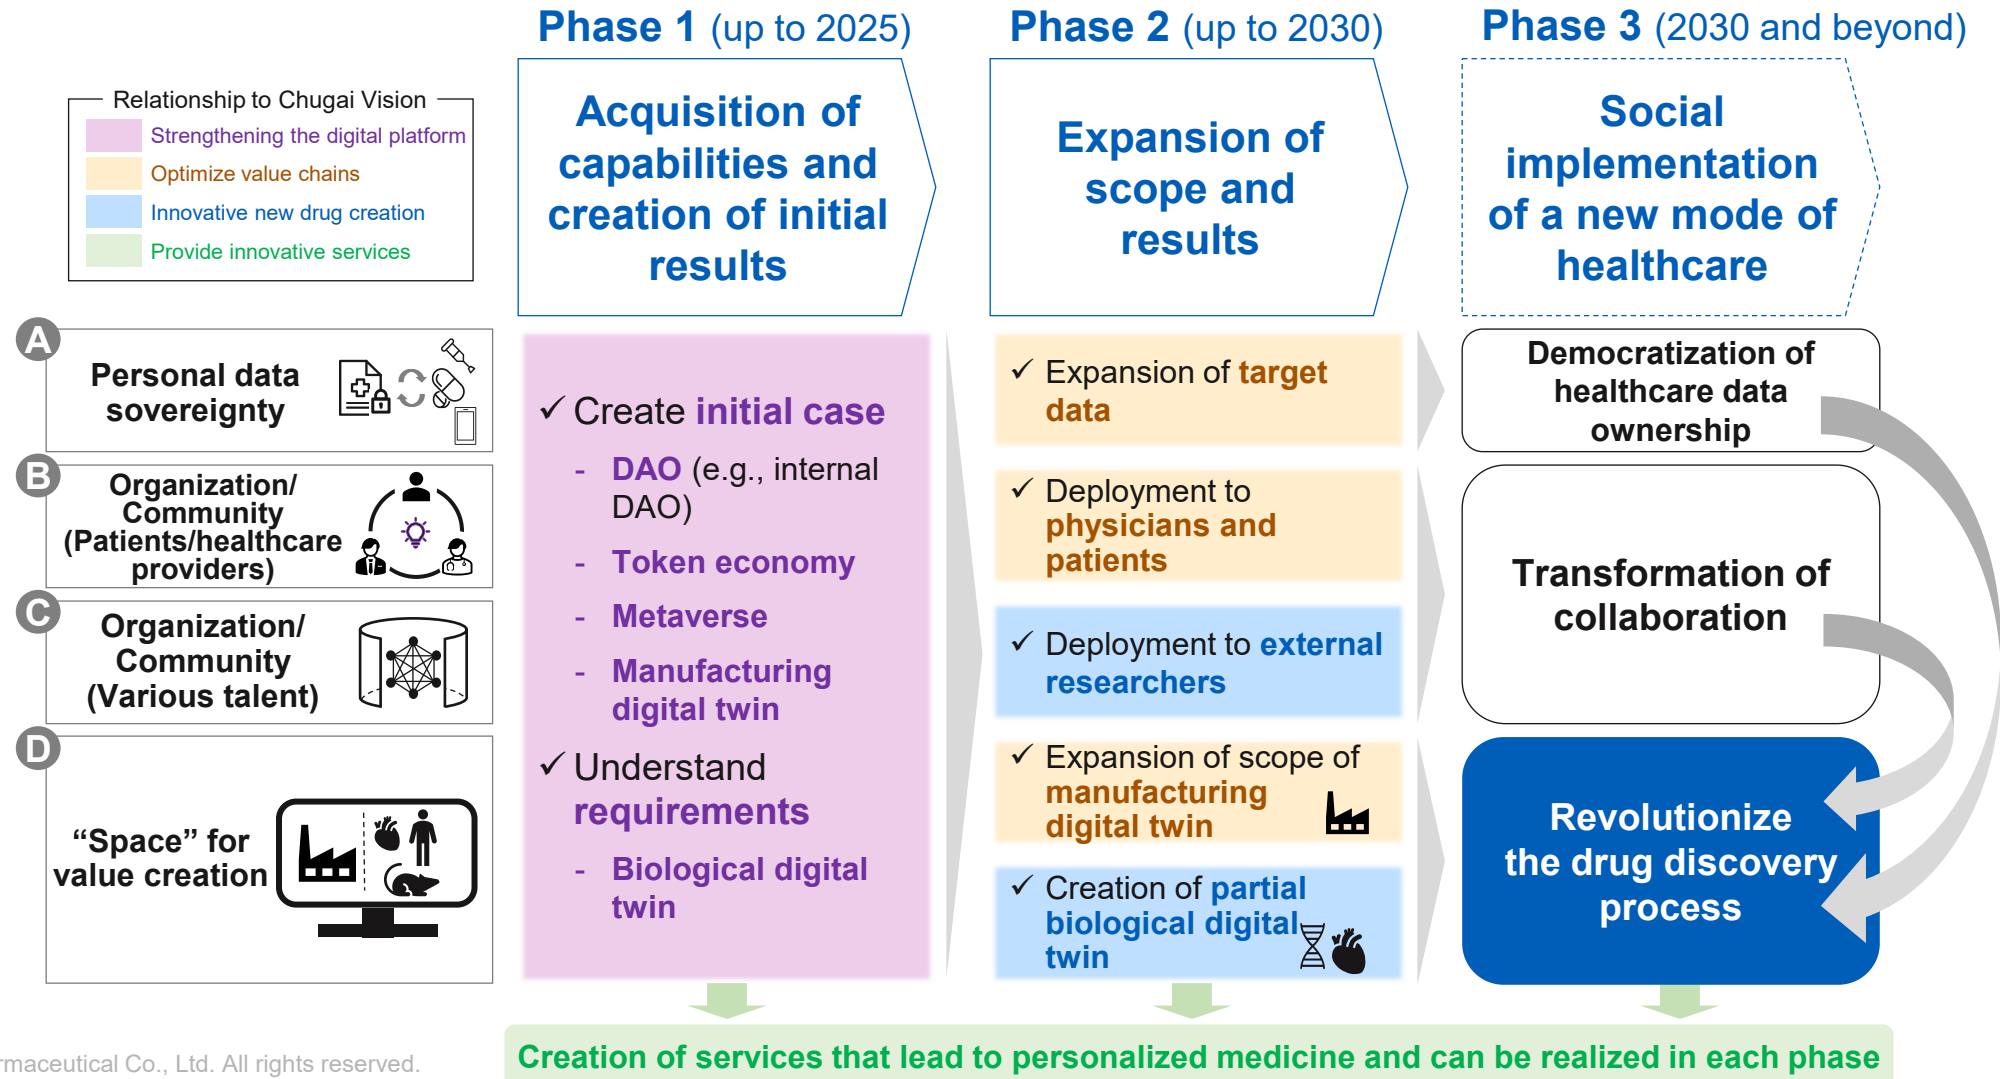 Phase 1 (up to 2025)
Phase 2 (up to 2030)
Phase 3 (2030 and beyond)
Relationship to Chugai Vision
Strengthening the digital platform
Optimize value chains
Innovative new drug creation
Provide innovative services
Acquisition of
capabilities and
creation of initial
results
Expansion of
scope and
results
Social
implementation
of a new mode of
healthcare
A
Personal data
sovereignty
B
Organization/
Community
(Patients/healthcare
providers)
C
Organization/
Community
(Various talent)
D
“Space” for
value creation
✓ Create initial case
- DAO (e.g., internal
DAO)
- Token economy
- Metaverse
- Manufacturing
digital twin
✓ Understand
requirements
- Biological digital
twin
✓ Expansion of target
data
✓ Deployment to
physicians and
patients
✓ Deployment to external
researchers
✓ Expansion of scope of
manufacturing
digital twin
✓ Creation of partial
biological digital
twin
Democratization of
healthcare data
ownership
Transformation of
collaboration
Revolutionize
the drug discovery
process
Creation of services that lead to personalized medicine and can be realized in each phase
rmaceutical Co., Ltd. All rights reserved.